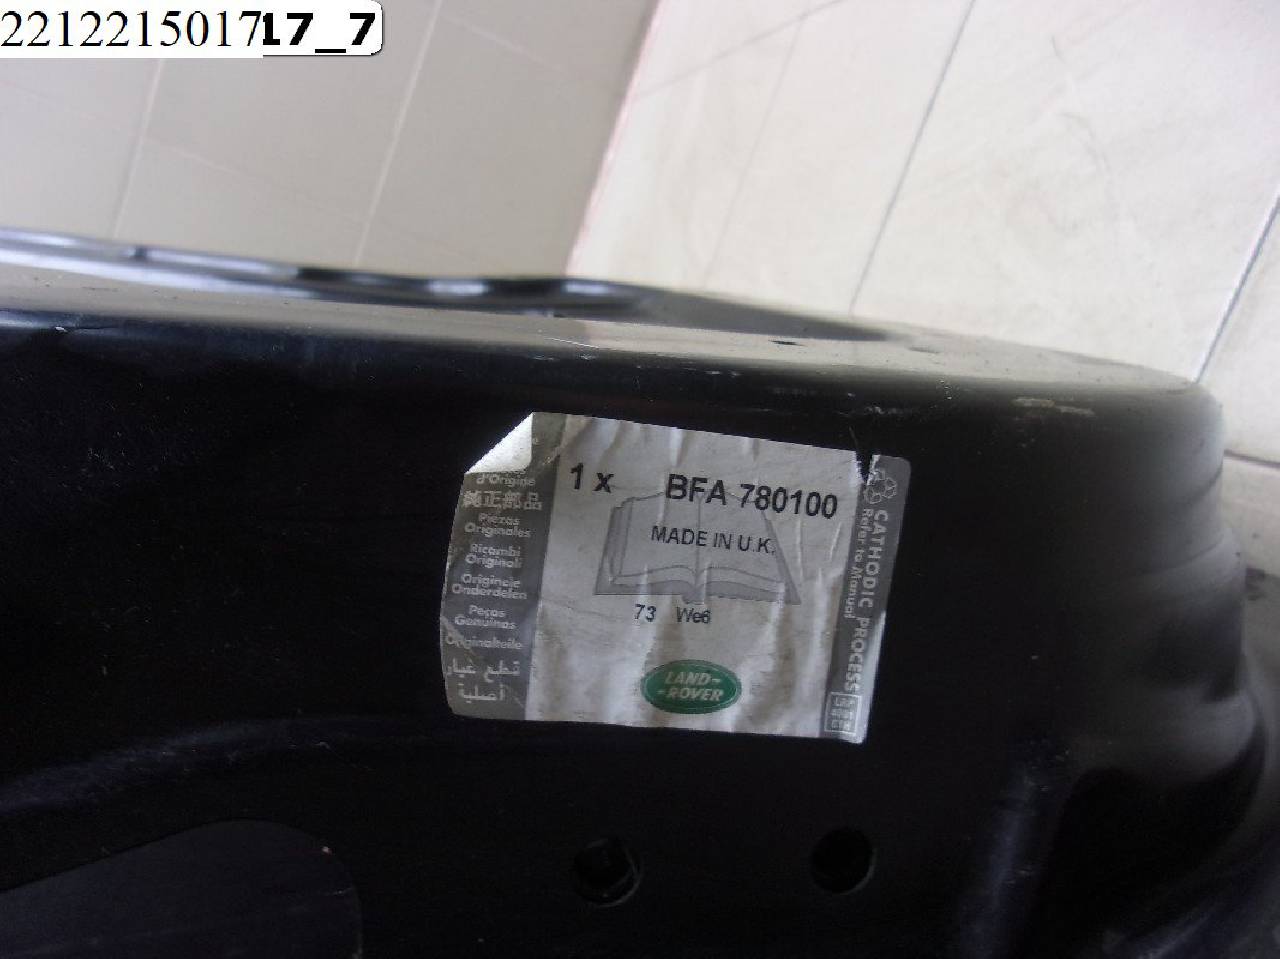 221221501717_7
d'Origine
純正部品
Piezas
Originales
Ricambi
Originali
Originele
Onderdelen
Peças
Genuínas
Originalteile
قطع غيار
أصلية
1 x BFA 780100
MADE IN U.K.
73 We6
LAND-
-ROVER
CATHODIC PROCESS
Refer to Manual